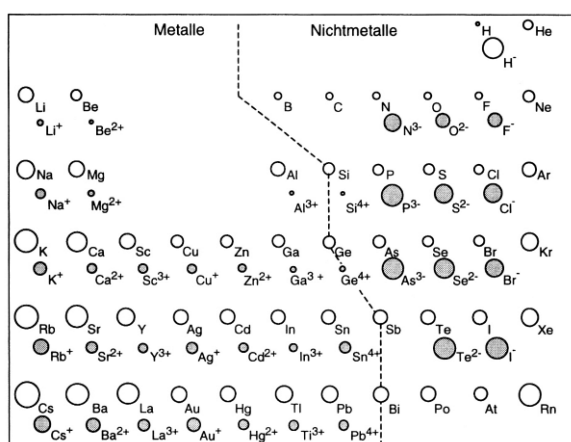 Metalle Nichtmetalle
H He
H-
Li Be B C N O F Ne
Li+ Be2+ N3- O2- F-
Na Mg Al Si P S Cl Ar
Na+ Mg2+ Al3+ Si4+ P3- S2- Cl-
K Ca Sc Cu Zn Ga Ge As Se Br Kr
K+ Ca2+ Sc3+ Cu+ Zn2+ Ga3+ Ge4+ As3- Se2- Br-
Rb Sr Y Ag Cd In Sn Sb Te I Xe
Rb+ Sr2+ Y3+ Ag+ Cd2+ In3+ Sn4+ Te2- I-
Cs Ba La Au Hg Tl Pb Bi Po At Rn
Cs+ Ba2+ La3+ Au+ Hg2+ Ti3+ Pb4+